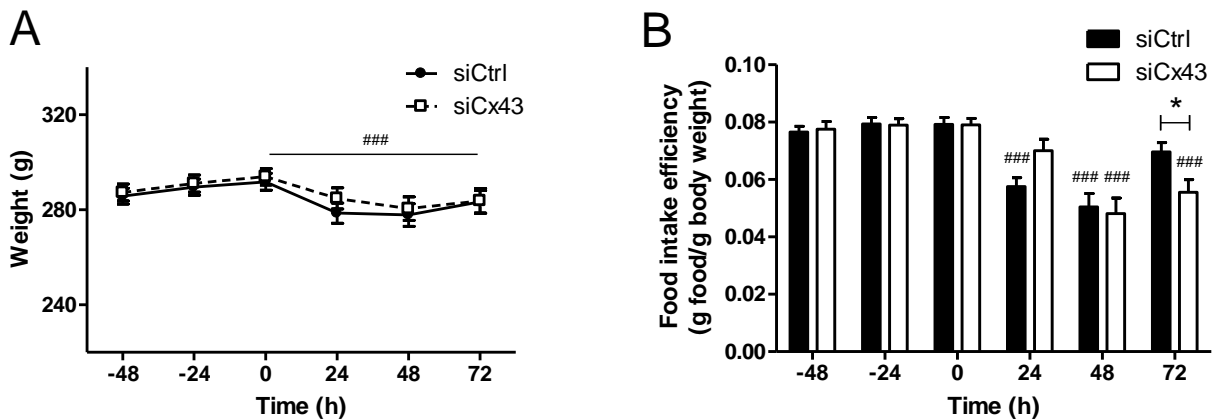 A
siCtrl
siCx43
###
320
280
240
Weight (g)
-48 -24 0 24 48 72
Time (h)
B
siCtrl
siCx43
*
### ### ### ###
0.10
0.08
0.06
0.04
0.02
0.00
Food intake efficiency
(g food/g body weight)
-48 -24 0 24 48 72
Time (h)